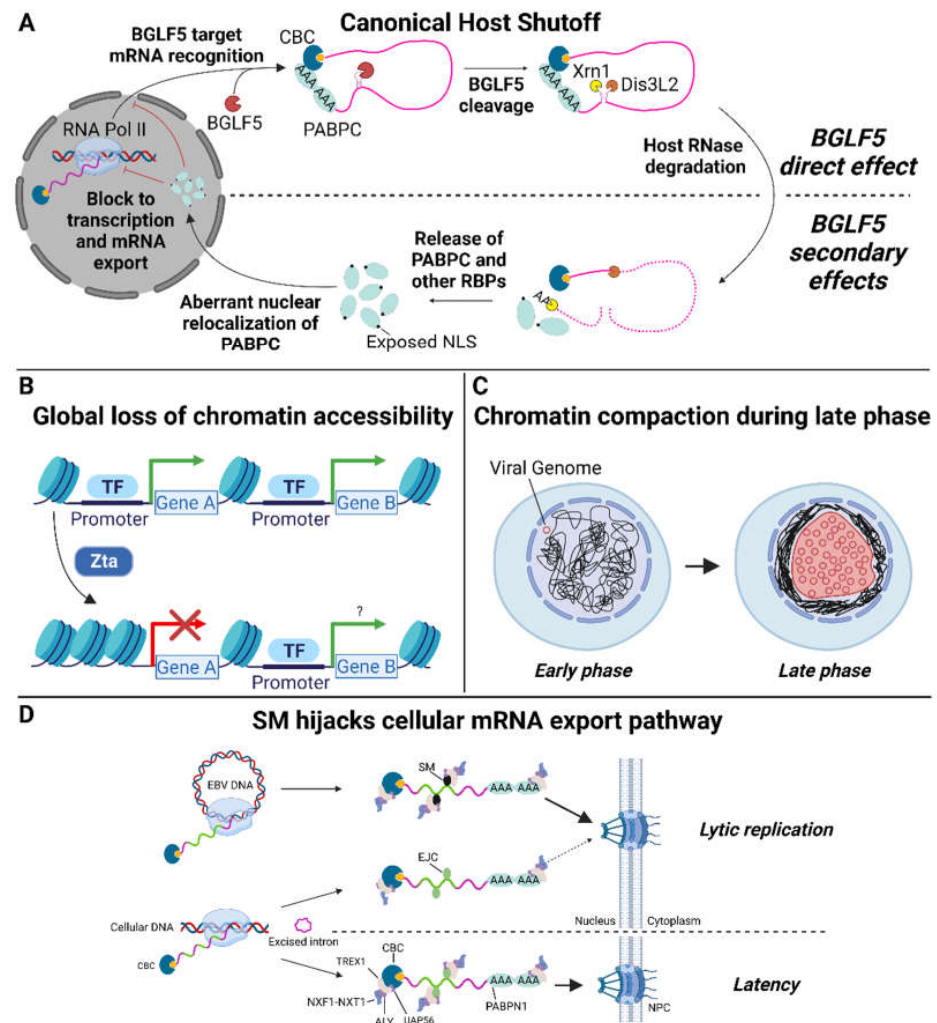 A
Canonical Host Shutoff
BGLF5 target
mRNA recognition
CBC
AAA AAA
PABPC
BGLF5
BGLF5
cleavage
AAA AAA
Xrn1
Dis3L2
RNA Pol II
Block to
transcription
and mRNA
export
Host RNase
degradation
BGLF5
direct effect
BGLF5
secondary
effects
Release of
PABPC and
other RBPs
AA
Aberrant nuclear
relocalization of
PABPC
Exposed NLS
B
Global loss of chromatin accessibility
TF
TF
Promoter
Gene A
Promoter
Gene B
Zta
?
TF
Gene A
Promoter
Gene B
C
Chromatin compaction during late phase
Viral Genome
Early phase
Late phase
D
SM hijacks cellular mRNA export pathway
EBV DNA
SM
AAA AAA
Lytic replication
EJC
AAA AAA
Cellular DNA
Excised intron
CBC
Nucleus
Cytoplasm
CBC
TREX1
NXF1-NXT1
ALY
UAP56
AAA AAA
PABPN1
NPC
Latency